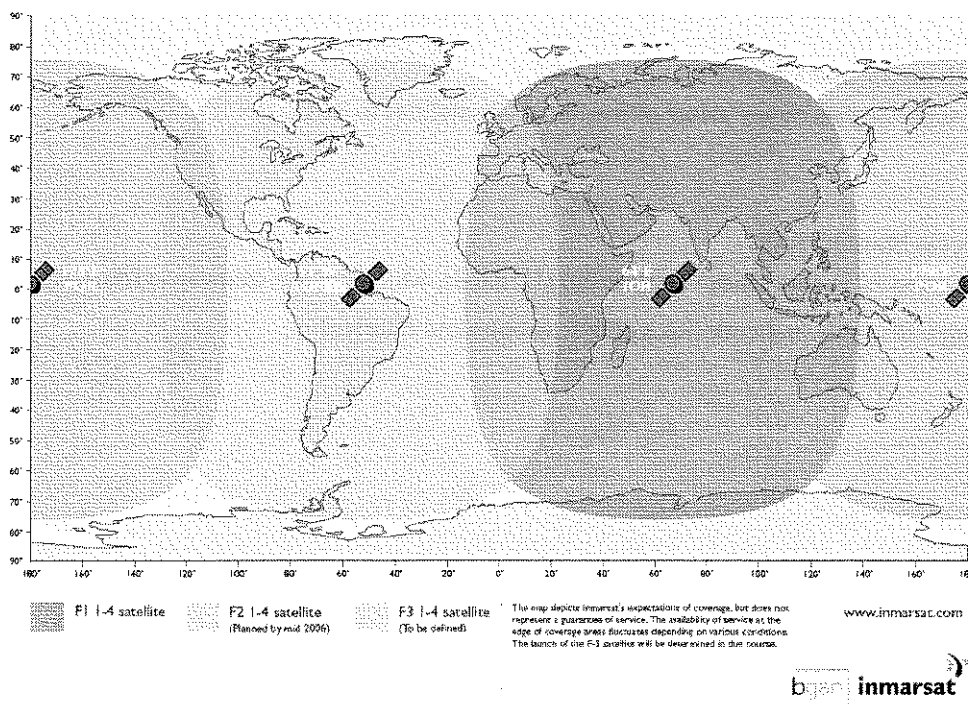 90°
80°
70°
60°
50°
40°
30°
20°
10°
0°
10°
20°
30°
40°
50°
60°
70°
80°
90°
180° 160° 140° 120° 100° 80° 60° 40° 20° 0° 20° 40° 60° 80° 100° 120° 140° 160° 180
F1 I-4 satellite
F2 I-4 satellite
(Planned by mid 2006)
F3 I-4 satellite
(To be defined)
The map depicts Inmarsat's expectations of coverage, but does not
represent a guarantee of service. The availability of service at the
edge of coverage areas fluctuates depending on various conditions.
The launch of the F-3 satellite will be determined in due course.
www.inmarsat.com
bgan inmarsat